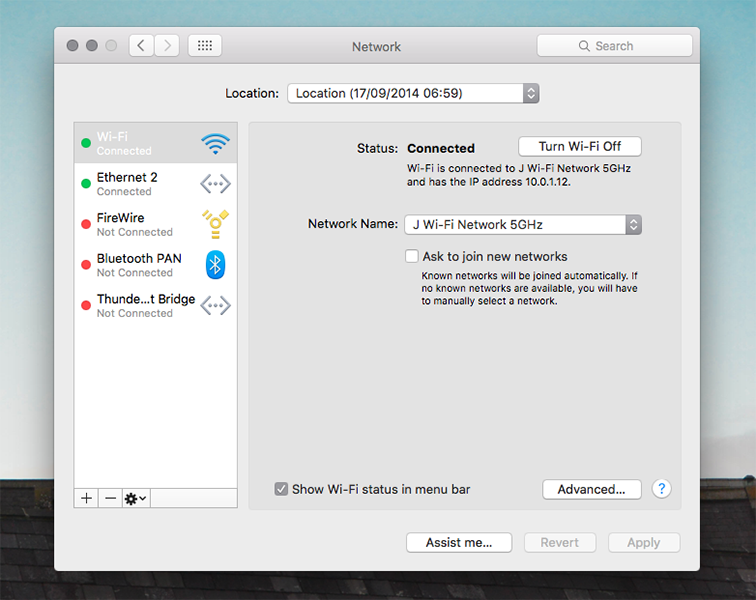 Network
Search
Location: Location (17/09/2014 06:59)
Wi-Fi
Connected
Ethernet 2
Connected
FireWire
Not Connected
Bluetooth PAN
Not Connected
Thunde...t Bridge
Not Connected
Status: Connected
Turn Wi-Fi Off
Wi-Fi is connected to J Wi-Fi Network 5GHz
and has the IP address 10.0.1.12.
Network Name: J Wi-Fi Network 5GHz
Ask to join new networks
Known networks will be joined automatically. If
no known networks are available, you will have
to manually select a network.
Show Wi-Fi status in menu bar
Advanced...
?
Assist me...
Revert
Apply